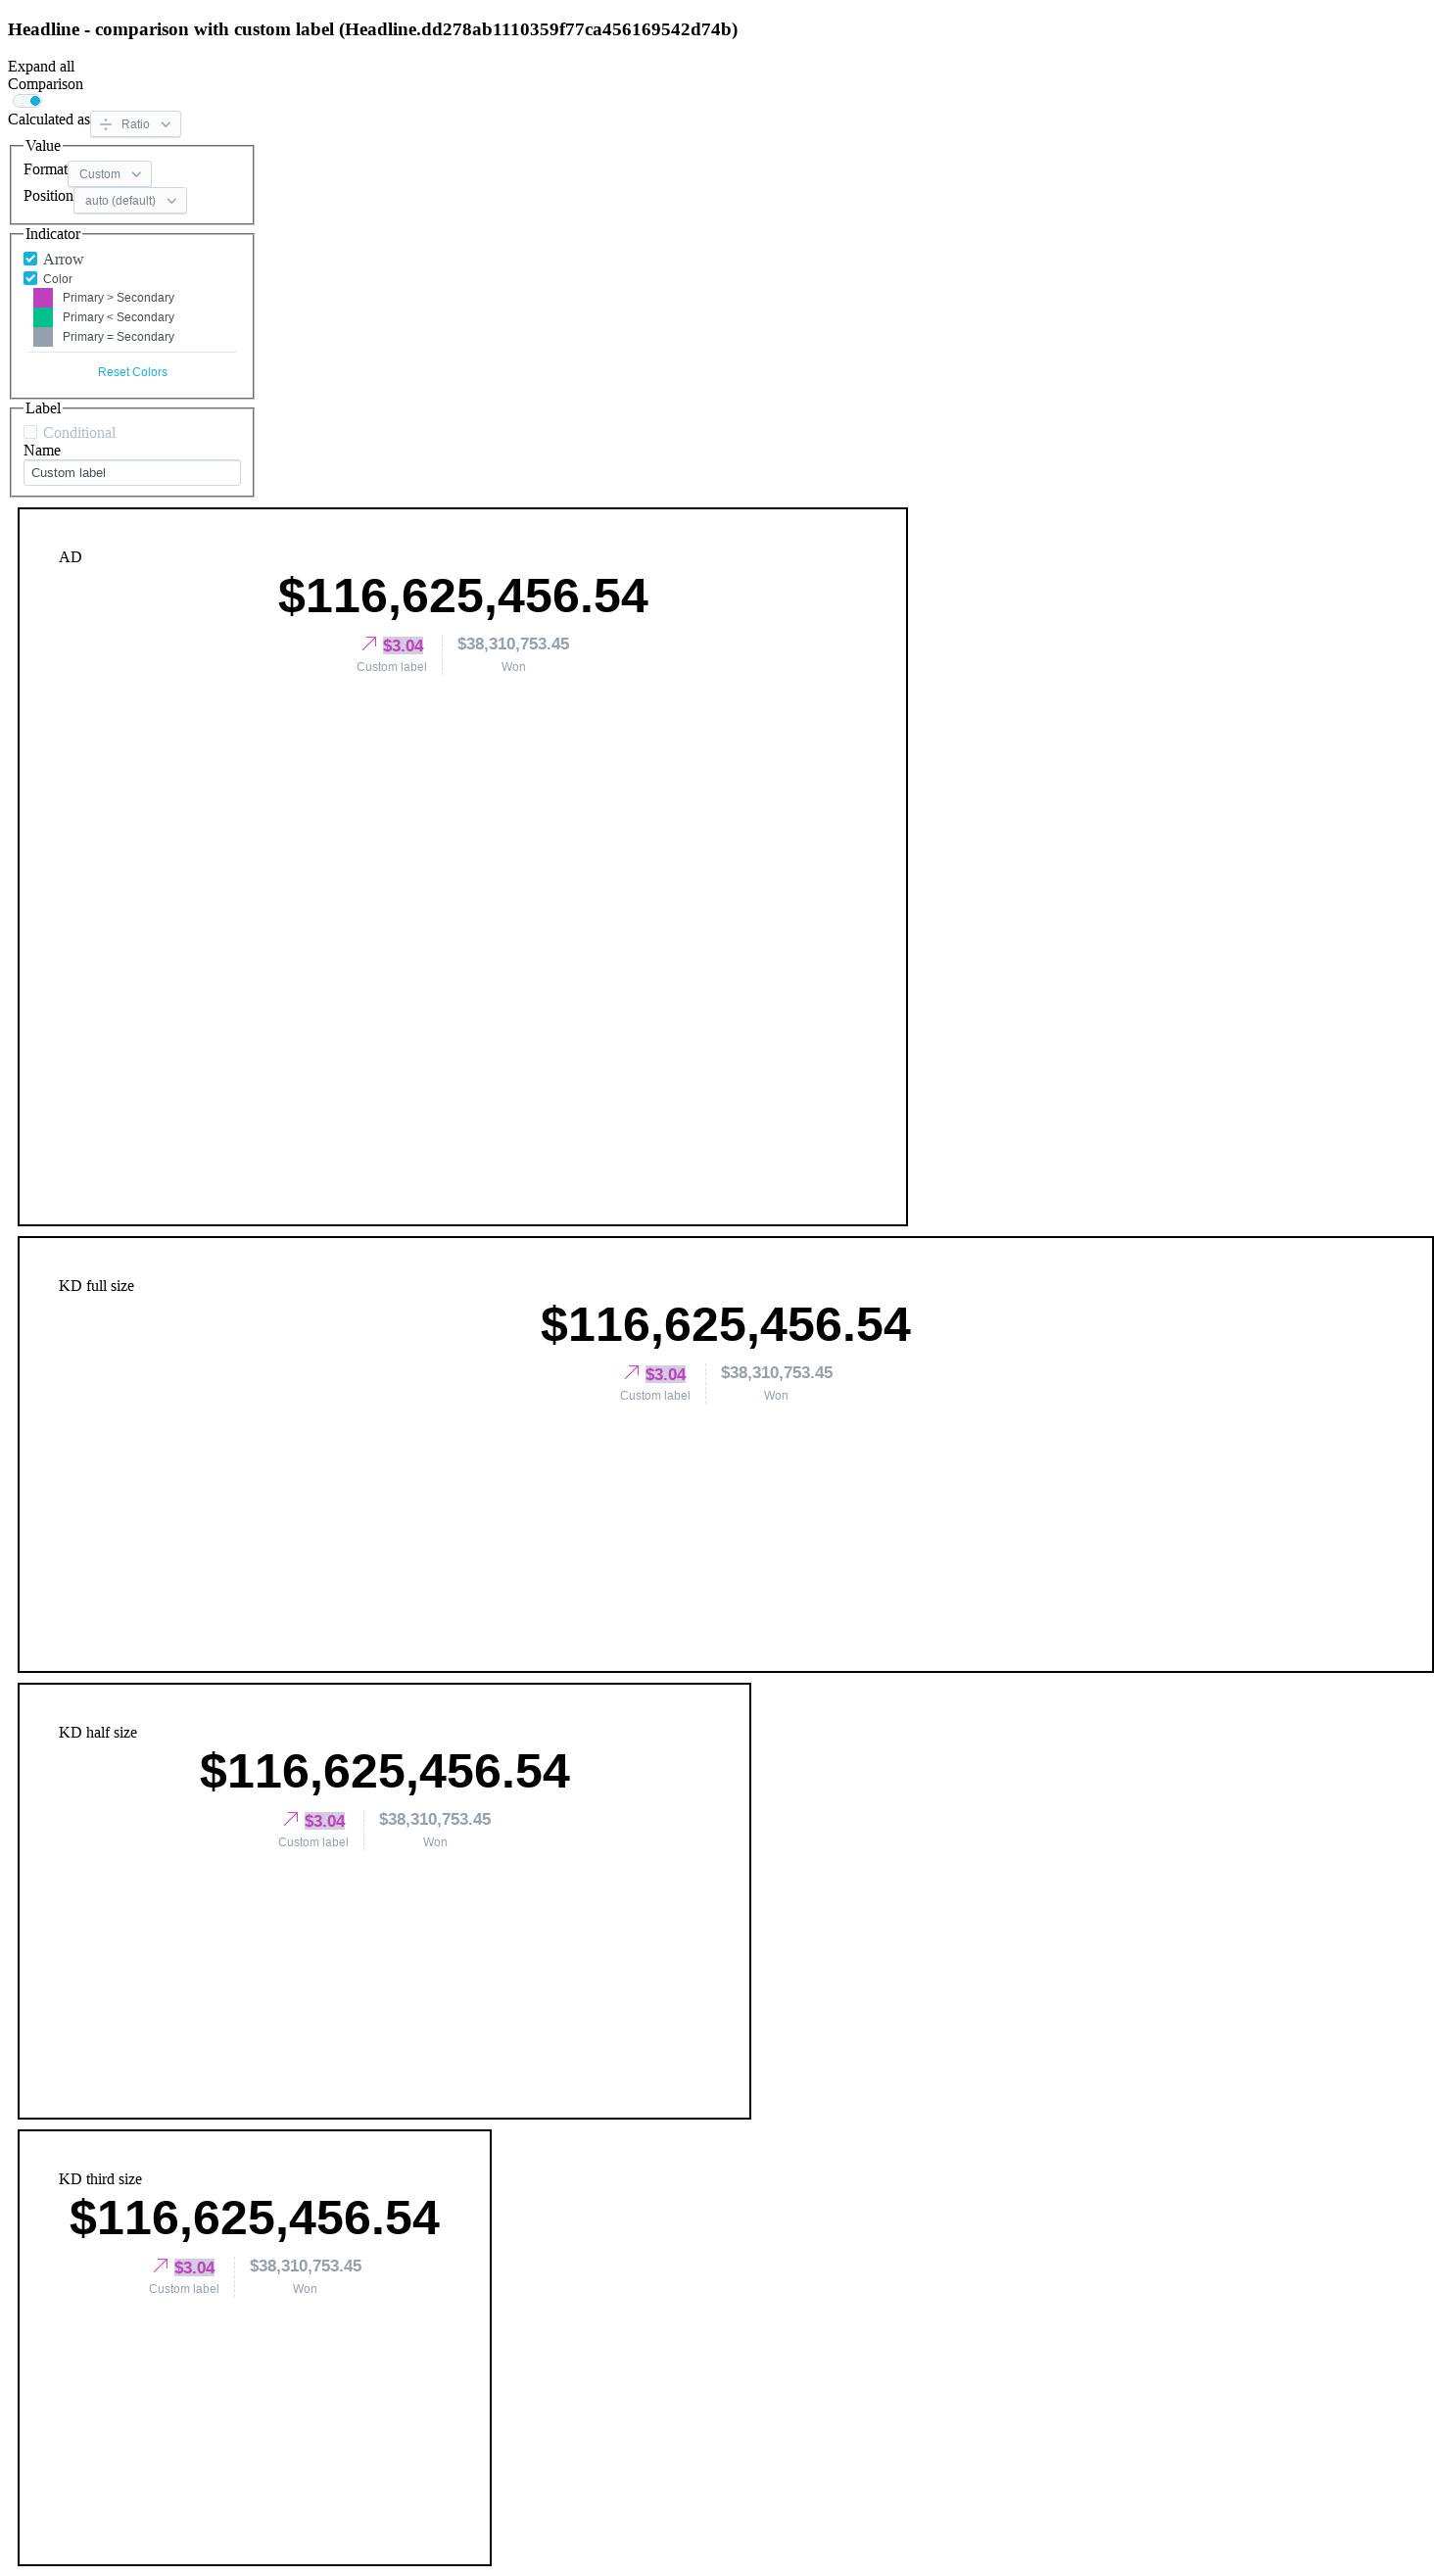 Headline - comparison with custom label (Headline.dd278ab1110359f77ca456169542d74b)
Expand all
Comparison
Calculated as Ratio
Value
Format Custom
Position auto (default)
Indicator
Arrow
Color
Primary > Secondary
Primary < Secondary
Primary = Secondary
Reset Colors
Label
Conditional
Name
Custom label
AD
$116,625,456.54
$3.04 $38,310,753.45
Custom label Won
KD full size
$116,625,456.54
$3.04 $38,310,753.45
Custom label Won
KD half size
$116,625,456.54
$3.04 $38,310,753.45
Custom label Won
KD third size
$116,625,456.54
$3.04 $38,310,753.45
Custom label Won